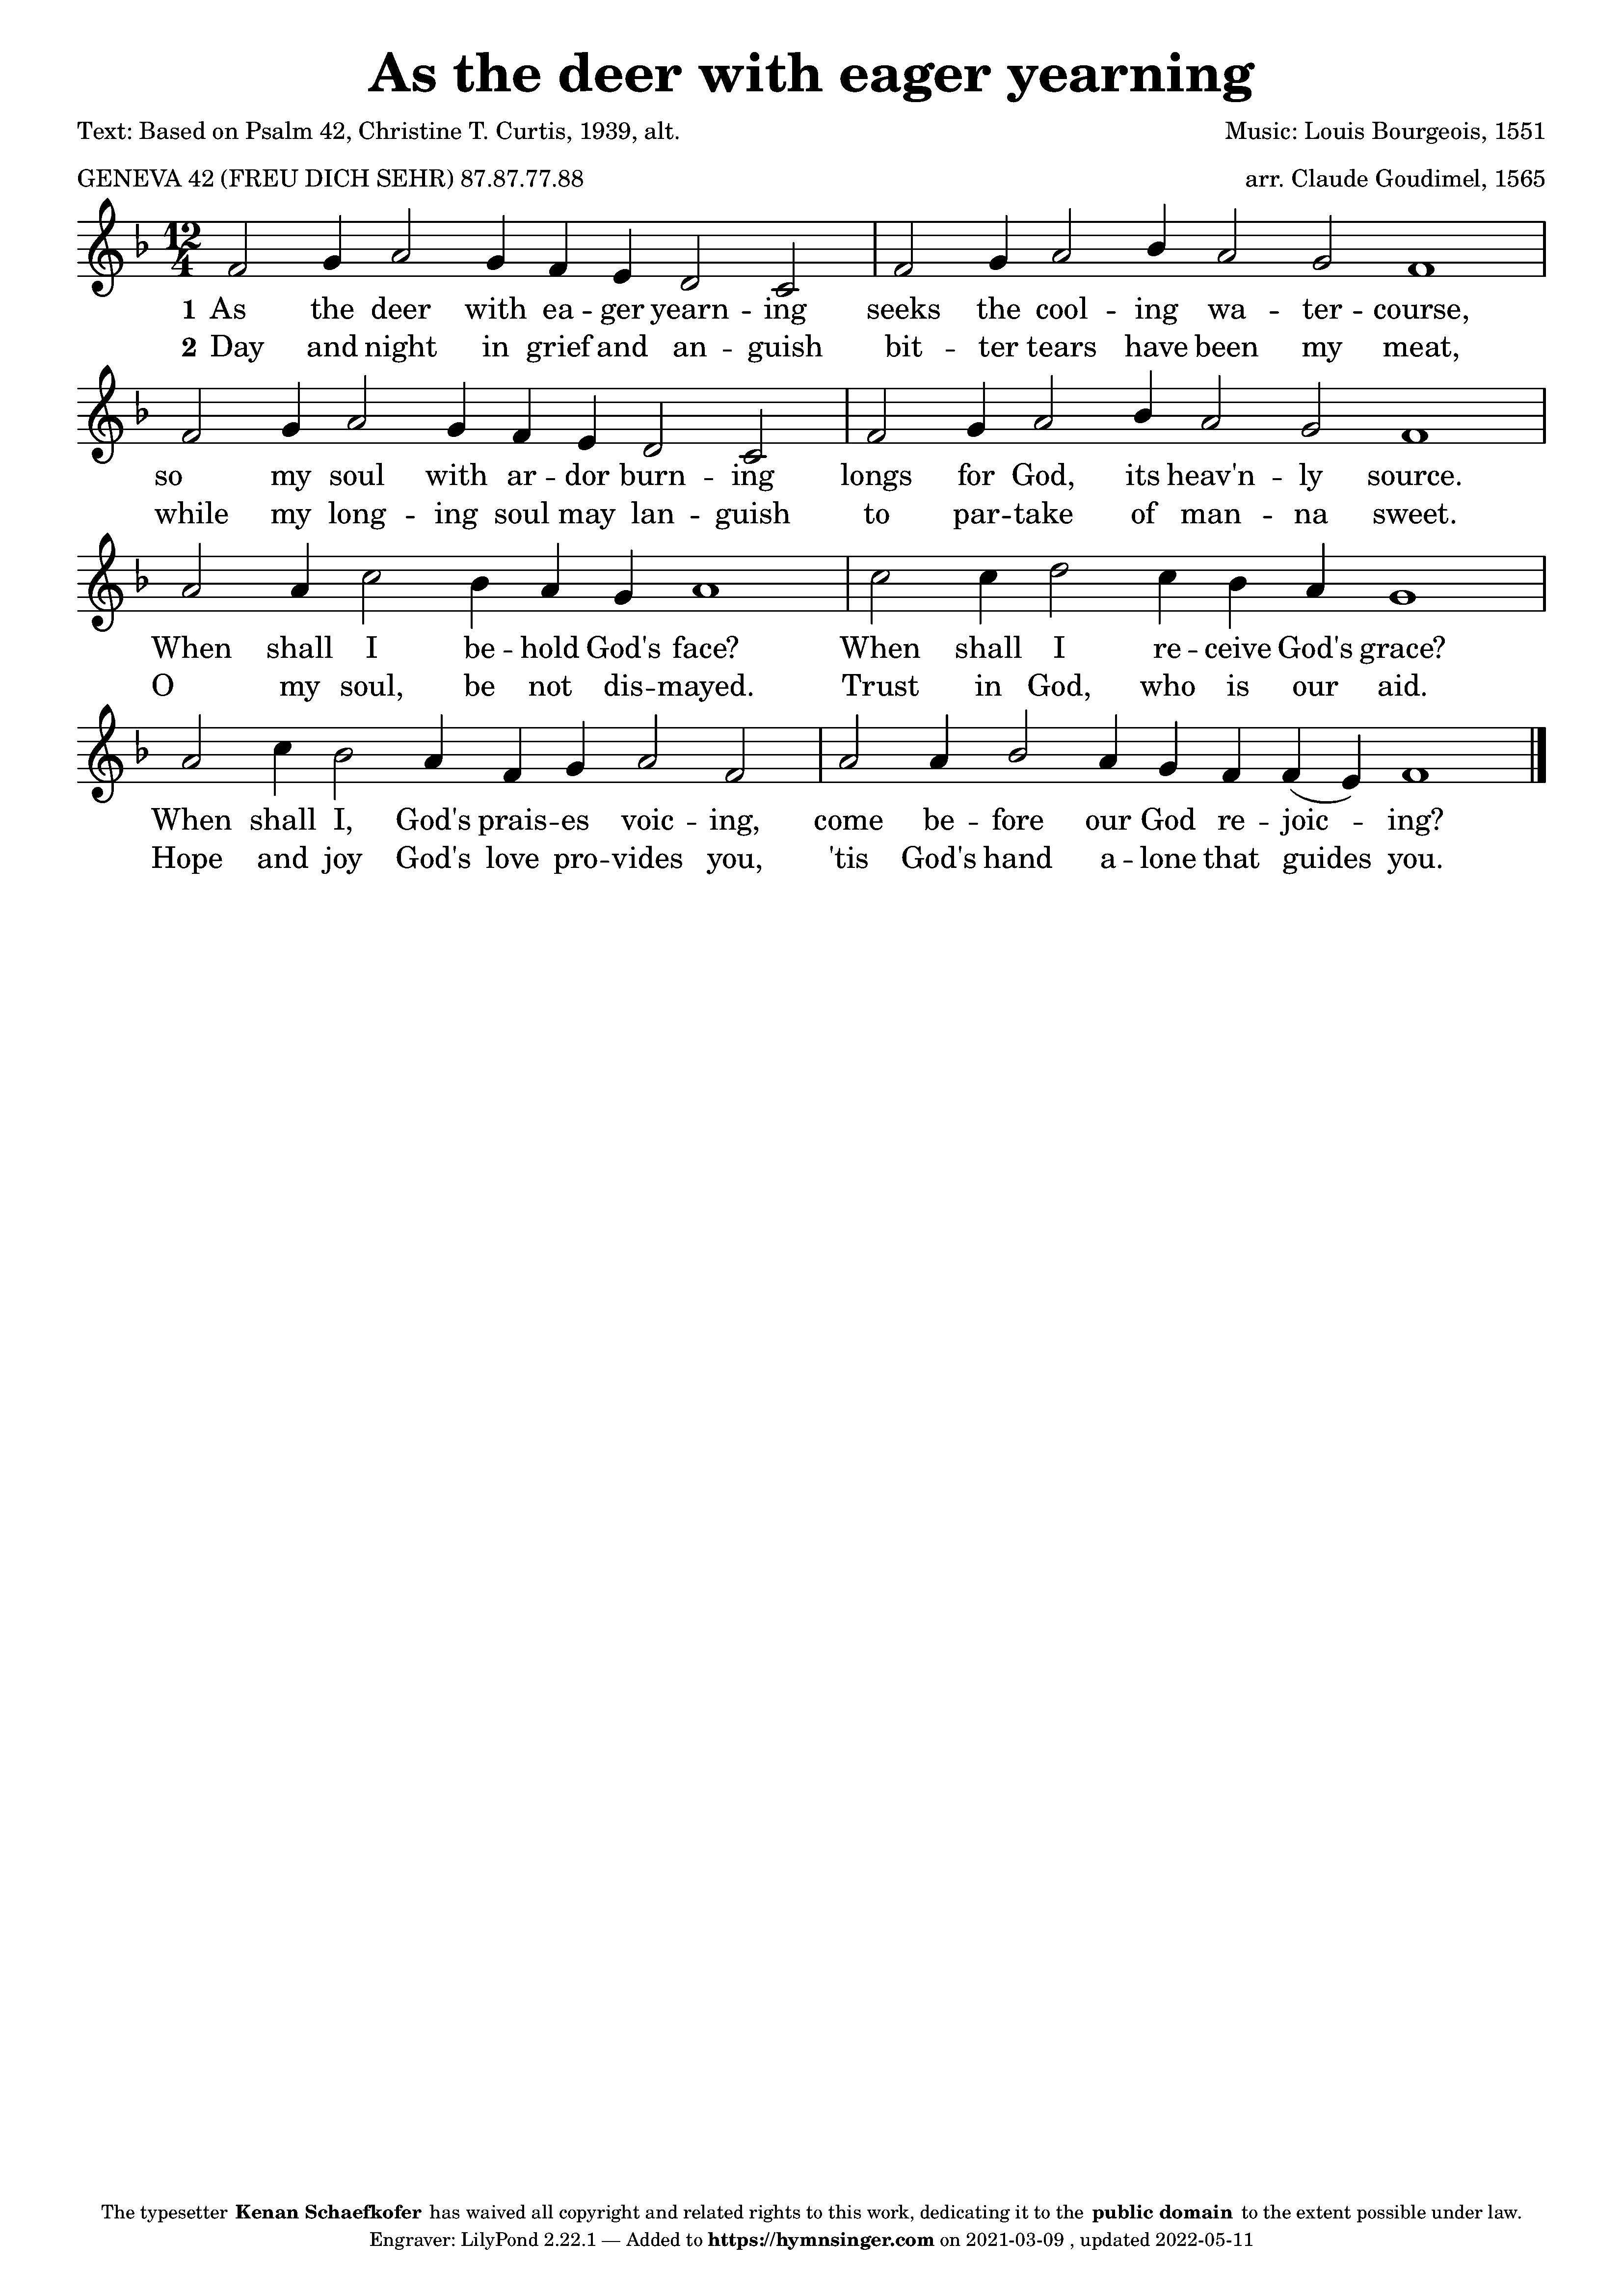 As the deer with eager yearning
Text: Based on Psalm 42, Christine T. Curtis, 1939, alt.
Music: Louis Bourgeois, 1551
GENEVA 42 (FREU DICH SEHR) 87.87.77.88
arr. Claude Goudimel, 1565
12
4
1 As the deer with ea - ger yearn - ing seeks the cool - ing wa - ter - course,
2 Day and night in grief and an - guish bit - ter tears have been my meat,
so my soul with ar - dor burn - ing longs for God, its heav'n - ly source.
while my long - ing soul may lan - guish to par - take of man - na sweet.
When shall I be - hold God's face? When shall I re - ceive God's grace?
O my soul, be not dis - mayed. Trust in God, who is our aid.
When shall I, God's prais - es voic - ing, come be - fore our God re - joic - ing?
Hope and joy God's love pro - vides you, 'tis God's hand a - lone that guides you.
The typesetter Kenan Schaefkofer has waived all copyright and related rights to this work, dedicating it to the public domain to the extent possible under law.
Engraver: LilyPond 2.22.1 — Added to https://hymnsinger.com on 2021-03-09 , updated 2022-05-11